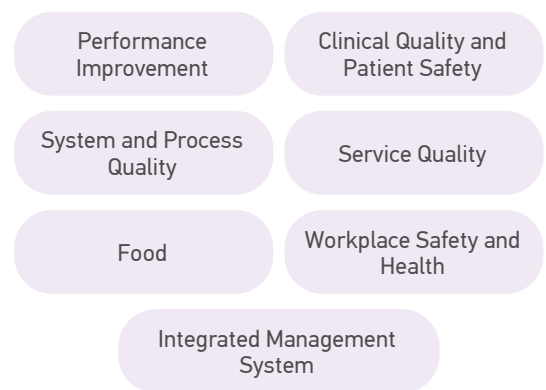 Performance
Improvement
Clinical Quality and
Patient Safety
System and Process
Quality
Service Quality
Food
Workplace Safety and
Health
Integrated Management
System